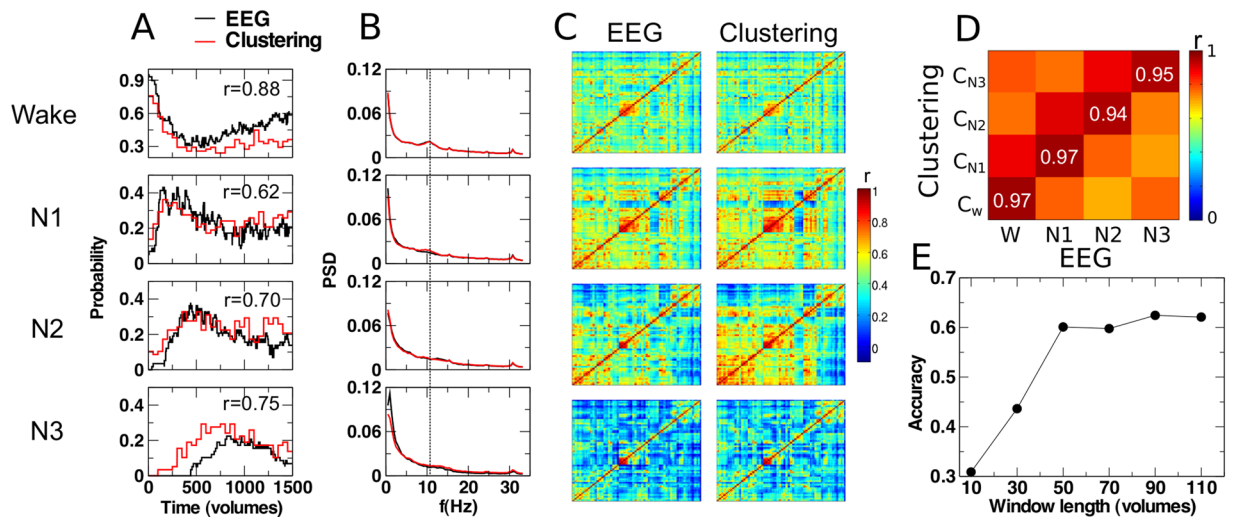 A
EEG
Clustering
B
C
EEG
Clustering
D
r
1
0
Wake
N1
N2
N3
Probability
0.9
0.6
0.3
r=0.88
0.4
0.2
0
r=0.62
0.4
0.2
0
r=0.70
0.4
0.2
0
r=0.75
0
500
1000
1500
Time (volumes)
PSD
0.12
0.06
0
0.12
0.06
0
0.12
0.06
0
0.12
0.06
0
0
10
20
30
f(Hz)
r
1
0.8
0.6
0.4
0.2
0
Clustering
CN3
CN2
CN1
Cw
0.95
0.94
0.97
0.97
W
N1
N2
N3
EEG
E
Accuracy
0.7
0.6
0.5
0.4
0.3
10
30
50
70
90
110
Window length (volumes)